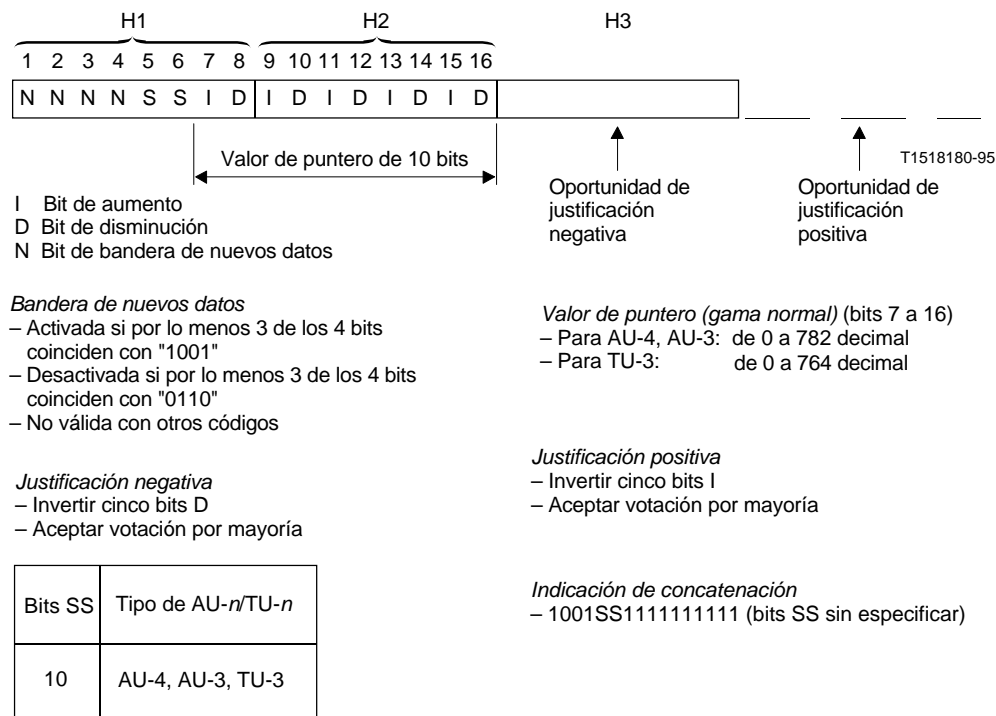 H1 H2 H3
1 2 3 4 5 6 7 8 9 10 11 12 13 14 15 16
N N N N S S I D I D I D I D I D
Valor de puntero de 10 bits
T1518180-95
Oportunidad de
justificación
negativa
Oportunidad de
justificación
positiva
I Bit de aumento
D Bit de disminución
N Bit de bandera de nuevos datos
Bandera de nuevos datos
– Activada si por lo menos 3 de los 4 bits
coinciden con "1001"
– Desactivada si por lo menos 3 de los 4 bits
coinciden con "0110"
– No válida con otros códigos
Valor de puntero (gama normal) (bits 7 a 16)
– Para AU-4, AU-3: de 0 a 782 decimal
– Para TU-3: de 0 a 764 decimal
Justificación negativa
– Invertir cinco bits D
– Aceptar votación por mayoría
Justificación positiva
– Invertir cinco bits I
– Aceptar votación por mayoría
Bits SS Tipo de AU-n/TU-n
10 AU-4, AU-3, TU-3
Indicación de concatenación
– 1001SS1111111111 (bits SS sin especificar)